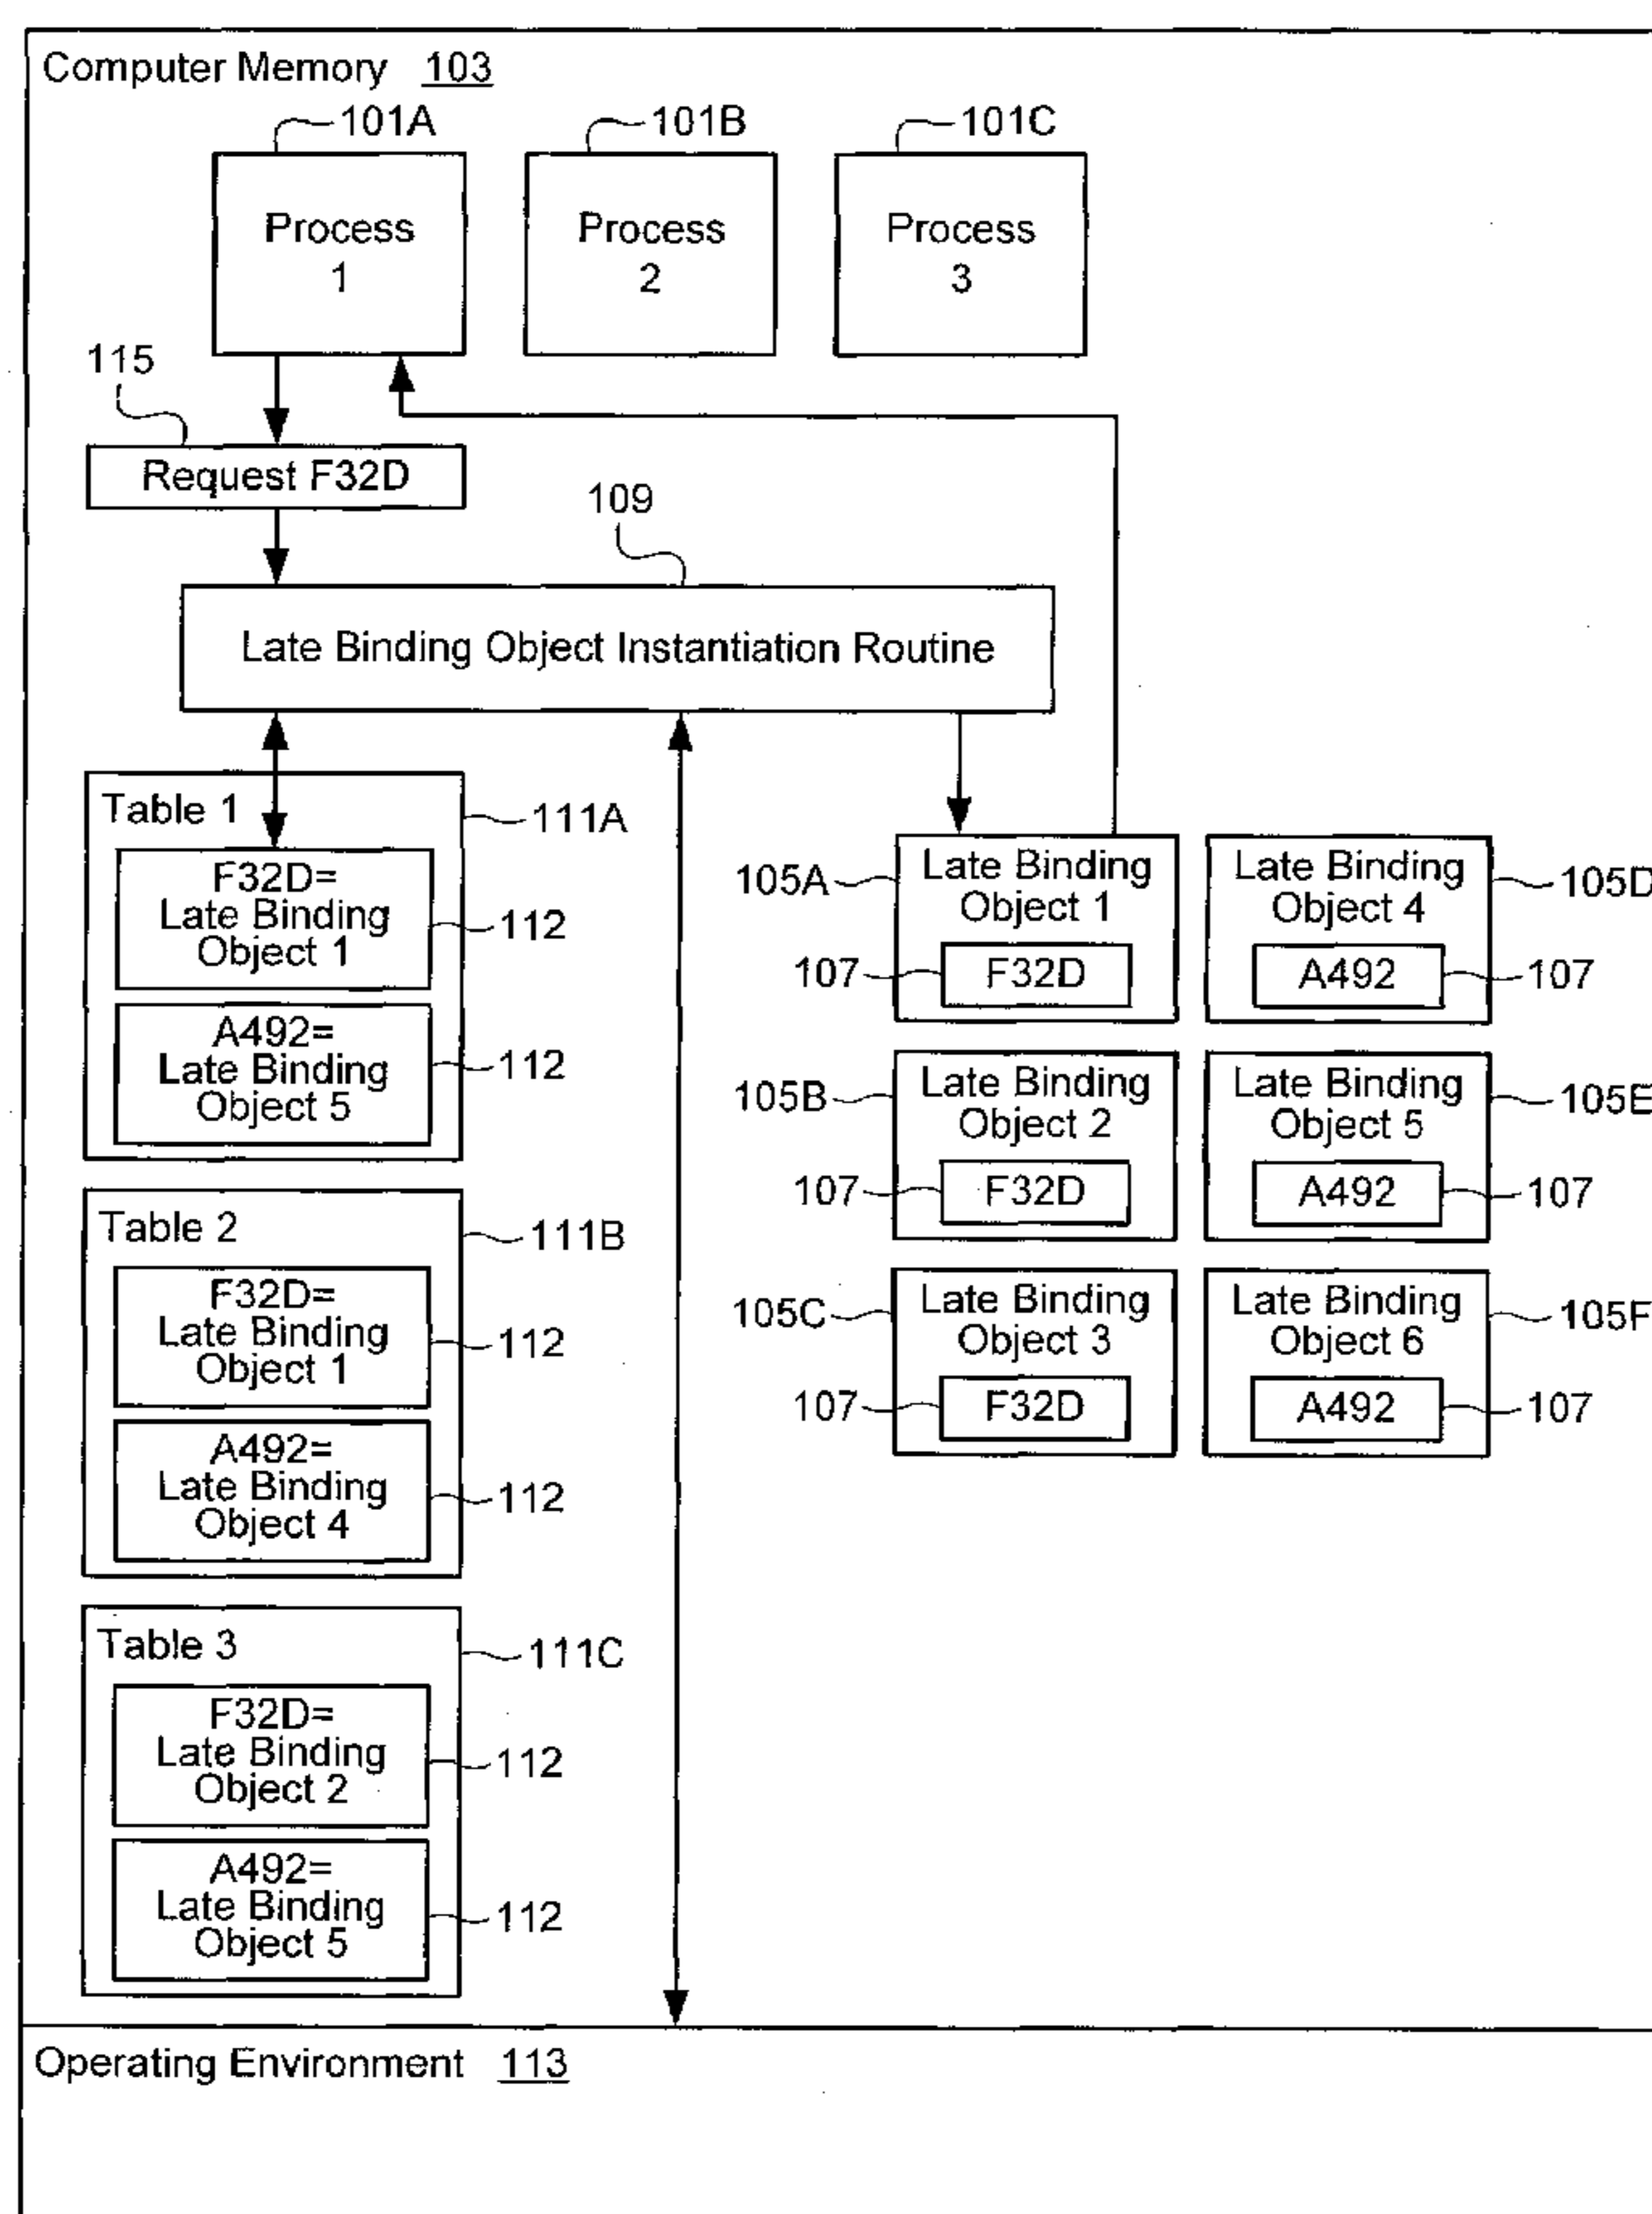 Computer Memory 103
101A
101B
101C
Process
1
Process
2
Process
3
115
Request F32D
109
Late Binding Object Instantiation Routine
Table 1
111A
F32D=
Late Binding
Object 1
112
A492=
Late Binding
Object 5
112
Table 2
111B
F32D=
Late Binding
Object 1
112
A492=
Late Binding
Object 4
112
Table 3
111C
F32D=
Late Binding
Object 2
112
A492=
Late Binding
Object 5
112
105A
Late Binding
Object 1
107
F32D
Late Binding
Object 4
105D
A492
107
105B
Late Binding
Object 2
107
F32D
Late Binding
Object 5
105E
A492
107
105C
Late Binding
Object 3
107
F32D
Late Binding
Object 6
105F
A492
107
Operating Environment 113